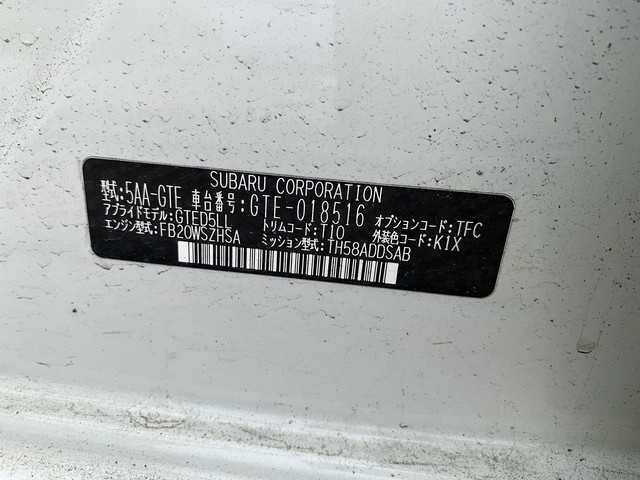 SUBARU CORPORATION
型式:5AA-GTE 車台番号:GTE-018516 オプションコード:TFC
アプライドモデル:GTED5LL トリムコード:T10 外装色コード:K1X
エンジン型式:FB20WSZHSA ミッション型式:TH58ADDSAB